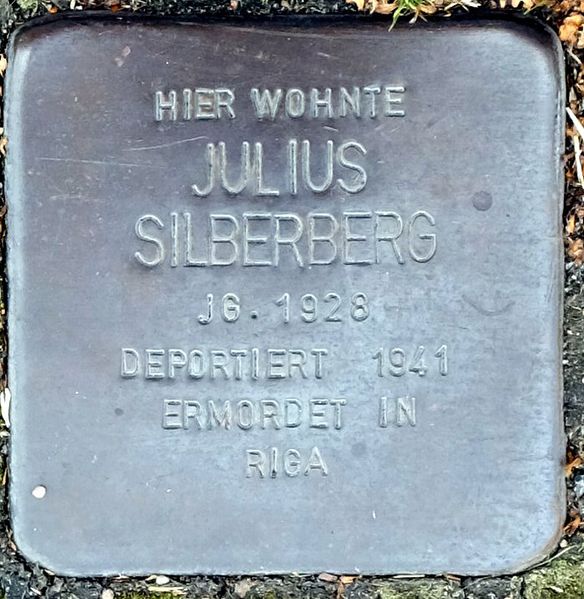 HIER WOHNTE
JULIUS
SILBERBERG
JG. 1928
DEPORTIERT 1941
ERMORDET IN
RIGA